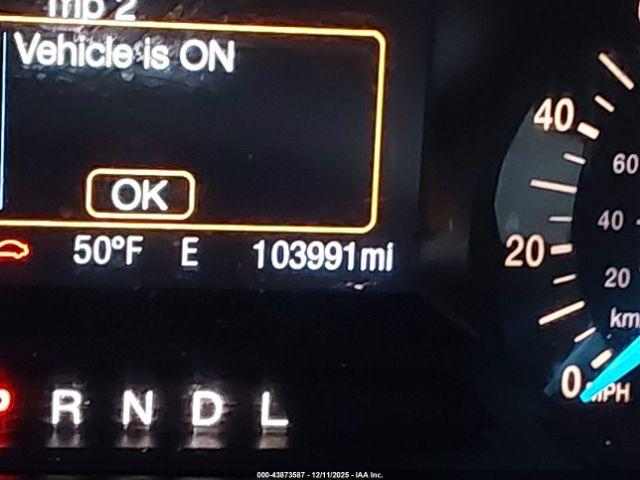 Trip 2
Vehicle is ON
OK
50°F E 103991mi
P R N D L
40
20
0
MPH
60
40
20
km
000-43873587 - 12/11/2025 - IAA Inc.